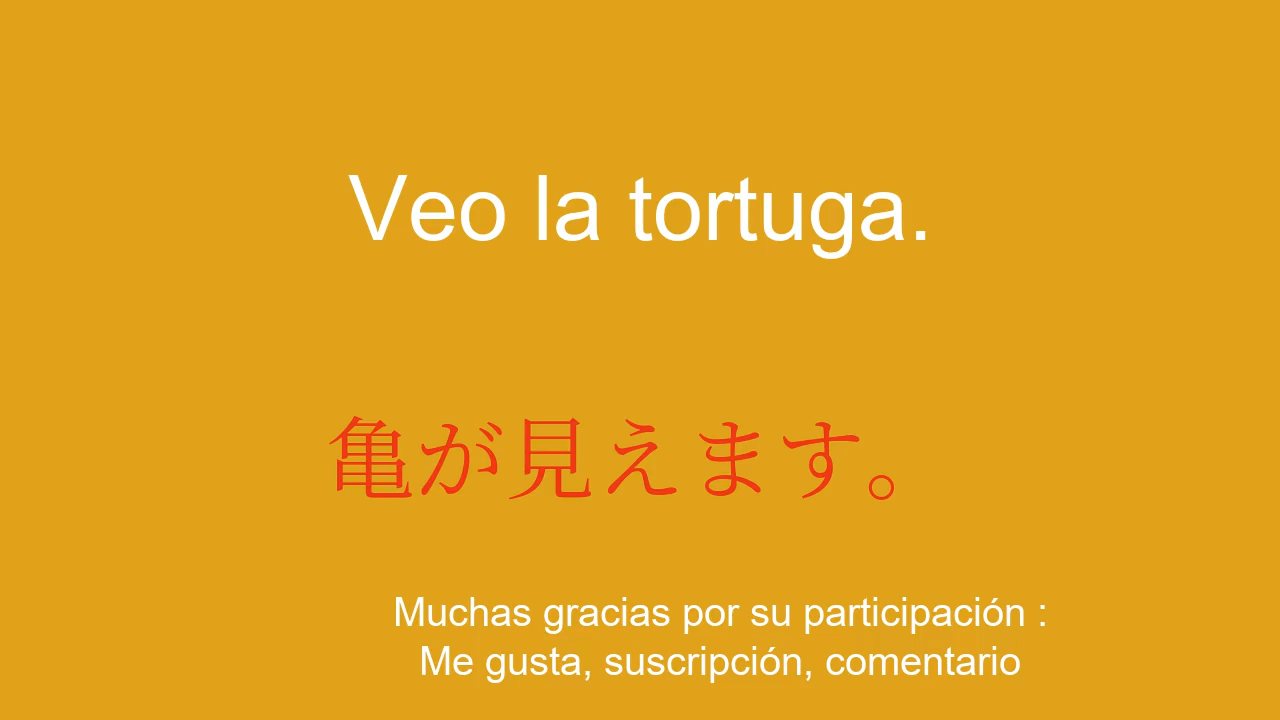 Veo la tortuga.
亀が見えます。
Muchas gracias por su participación :
Me gusta, suscripción, comentario